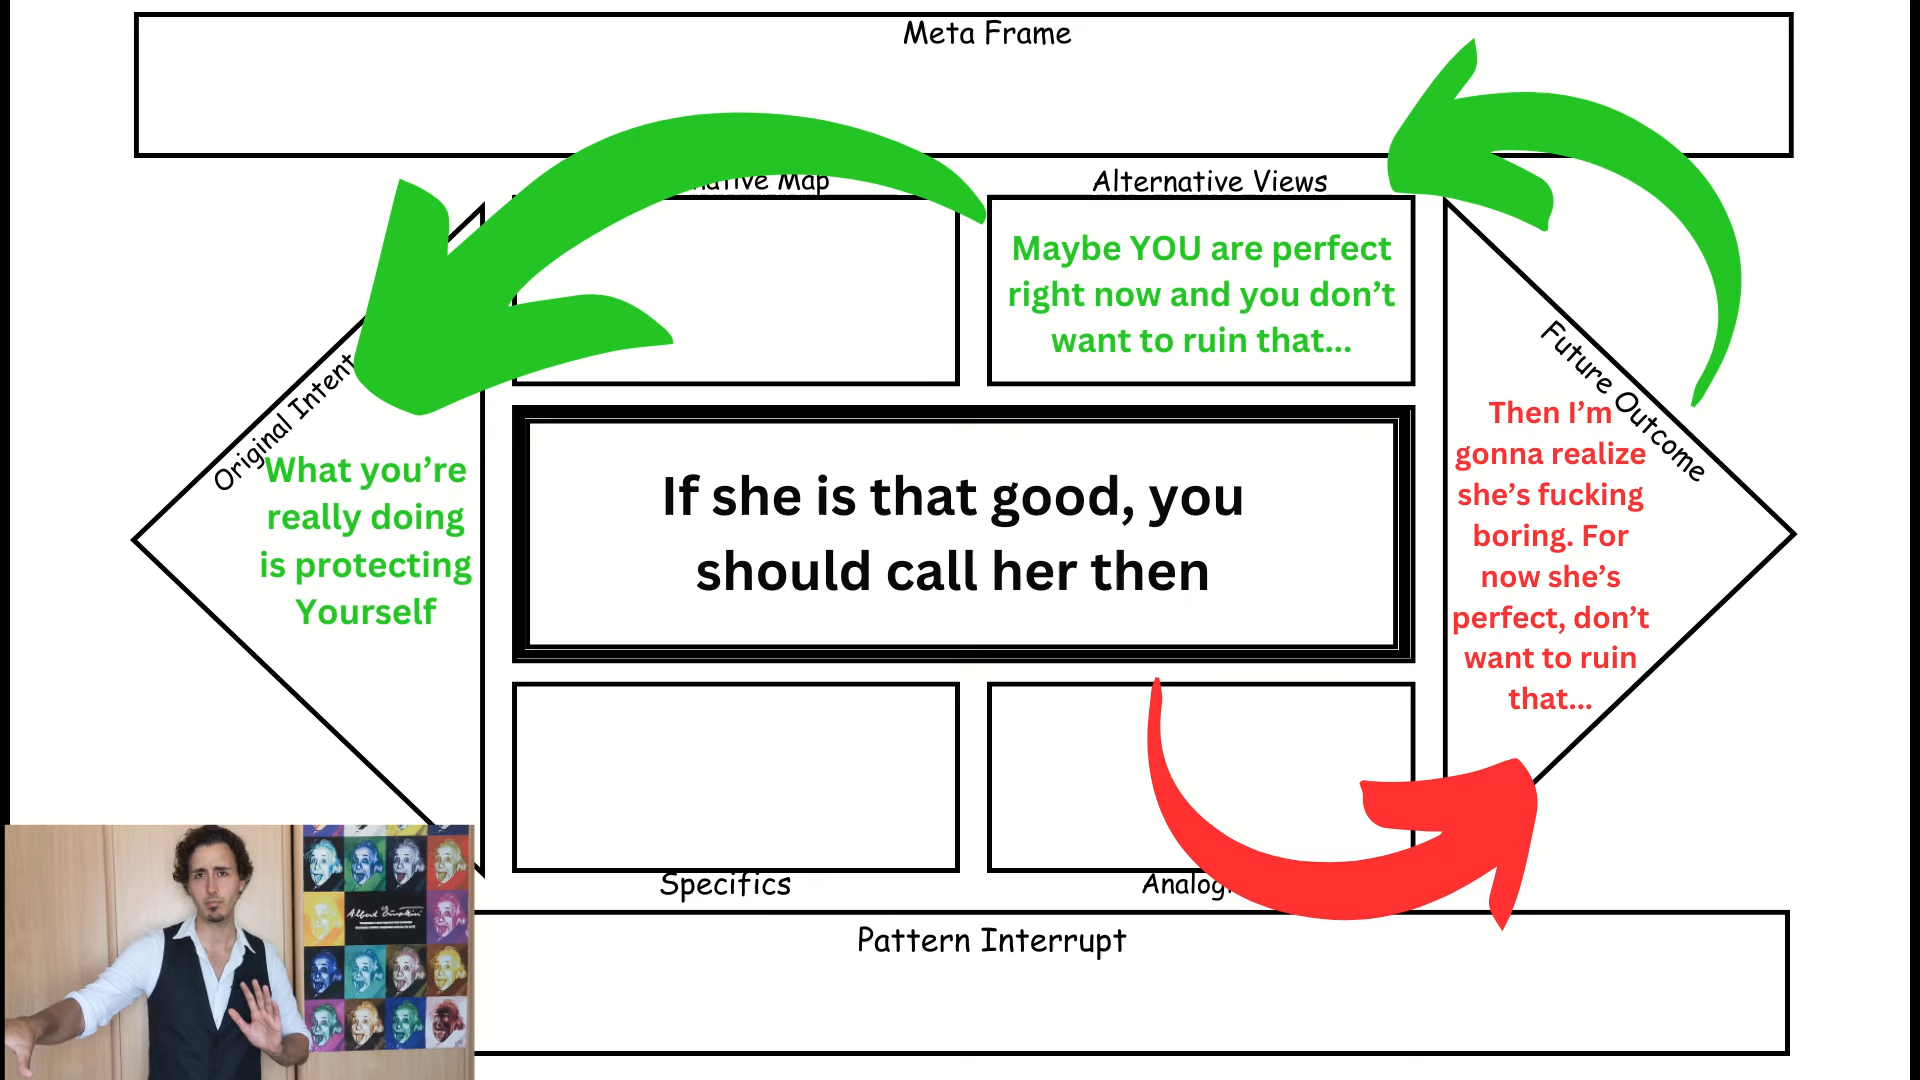 Meta Frame
Map
Alternative Views
Maybe YOU are perfect
right now and you don't
want to ruin that...
Original Intent
What you're
really doing
is protecting
Yourself
If she is that good, you
should call her then
Future Outcome
Then I'm
gonna realize
she's fucking
boring. For
now she's
perfect, don't
want to ruin
that...
Specifics
Pattern Interrupt
Albert Einstein